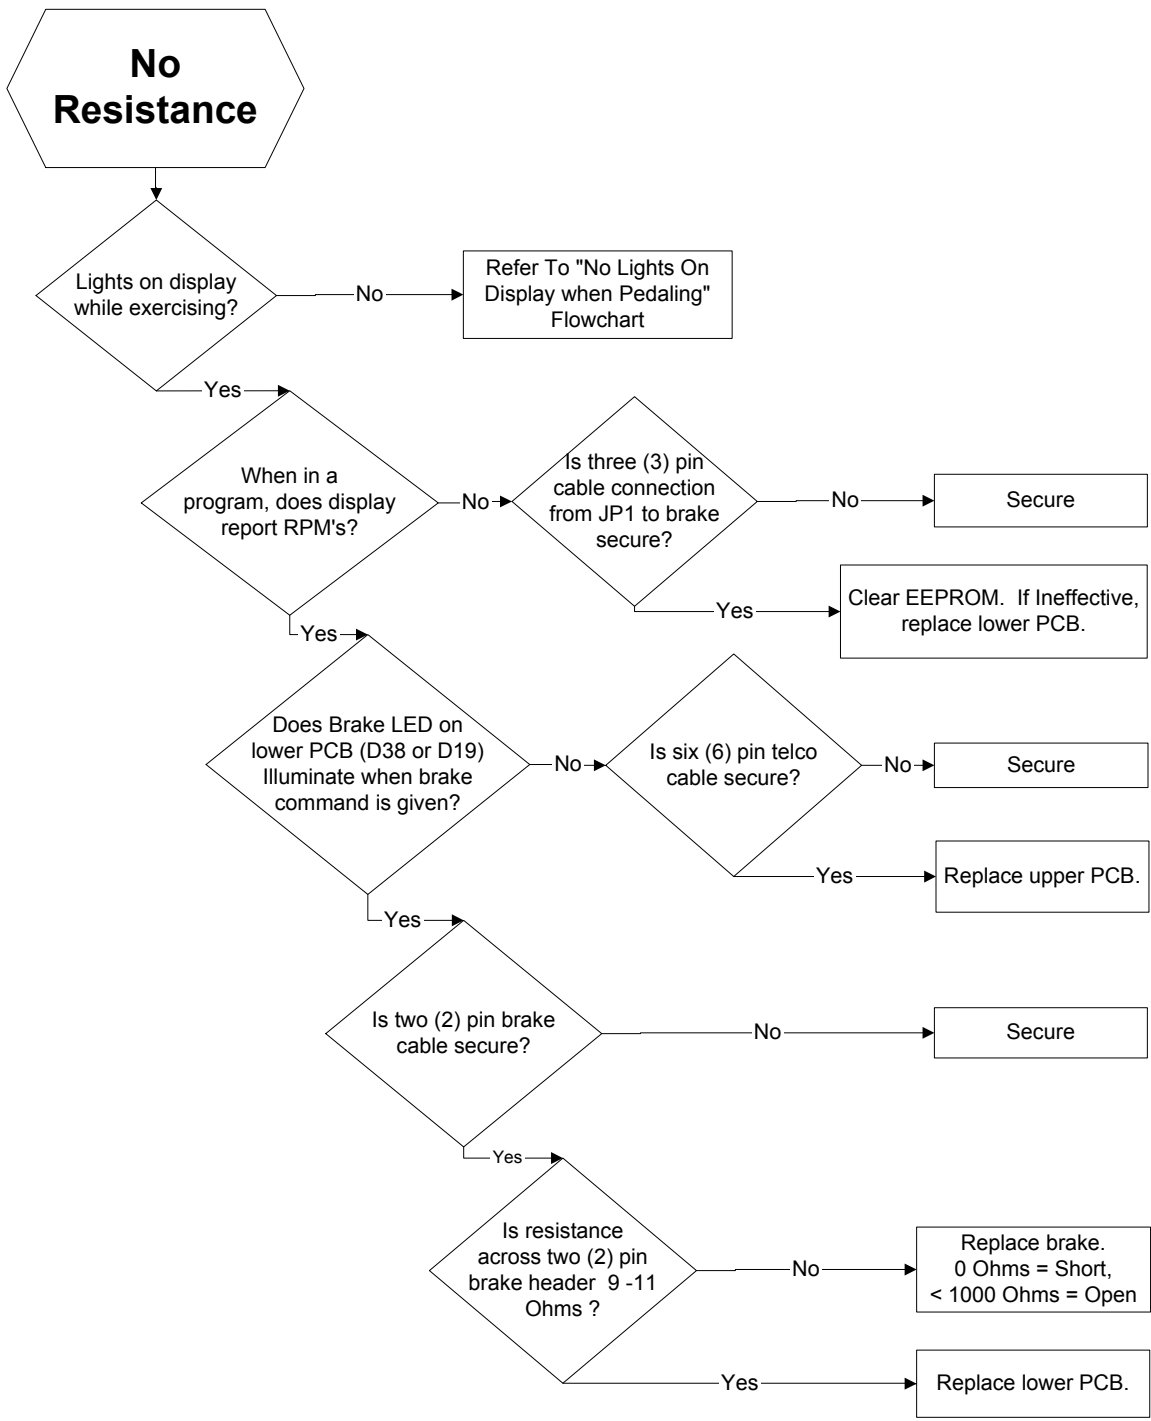 No
Resistance
Lights on display
while exercising?
No
Refer To "No Lights On
Display when Pedaling"
Flowchart
Yes
When in a
program, does display
report RPM's?
No
Is three (3) pin
cable connection
from JP1 to brake
secure?
No
Secure
Yes
Clear EEPROM.  If Ineffective,
replace lower PCB.
Yes
Does Brake LED on
lower PCB (D38 or D19)
Illuminate when brake
command is given?
No
Is six (6) pin telco
cable secure?
No
Secure
Yes
Replace upper PCB.
Yes
Is two (2) pin brake
cable secure?
No
Secure
Yes
Is resistance
across two (2) pin
brake header  9 -11
Ohms ?
No
Replace brake.
0 Ohms = Short,
< 1000 Ohms = Open
Yes
Replace lower PCB.